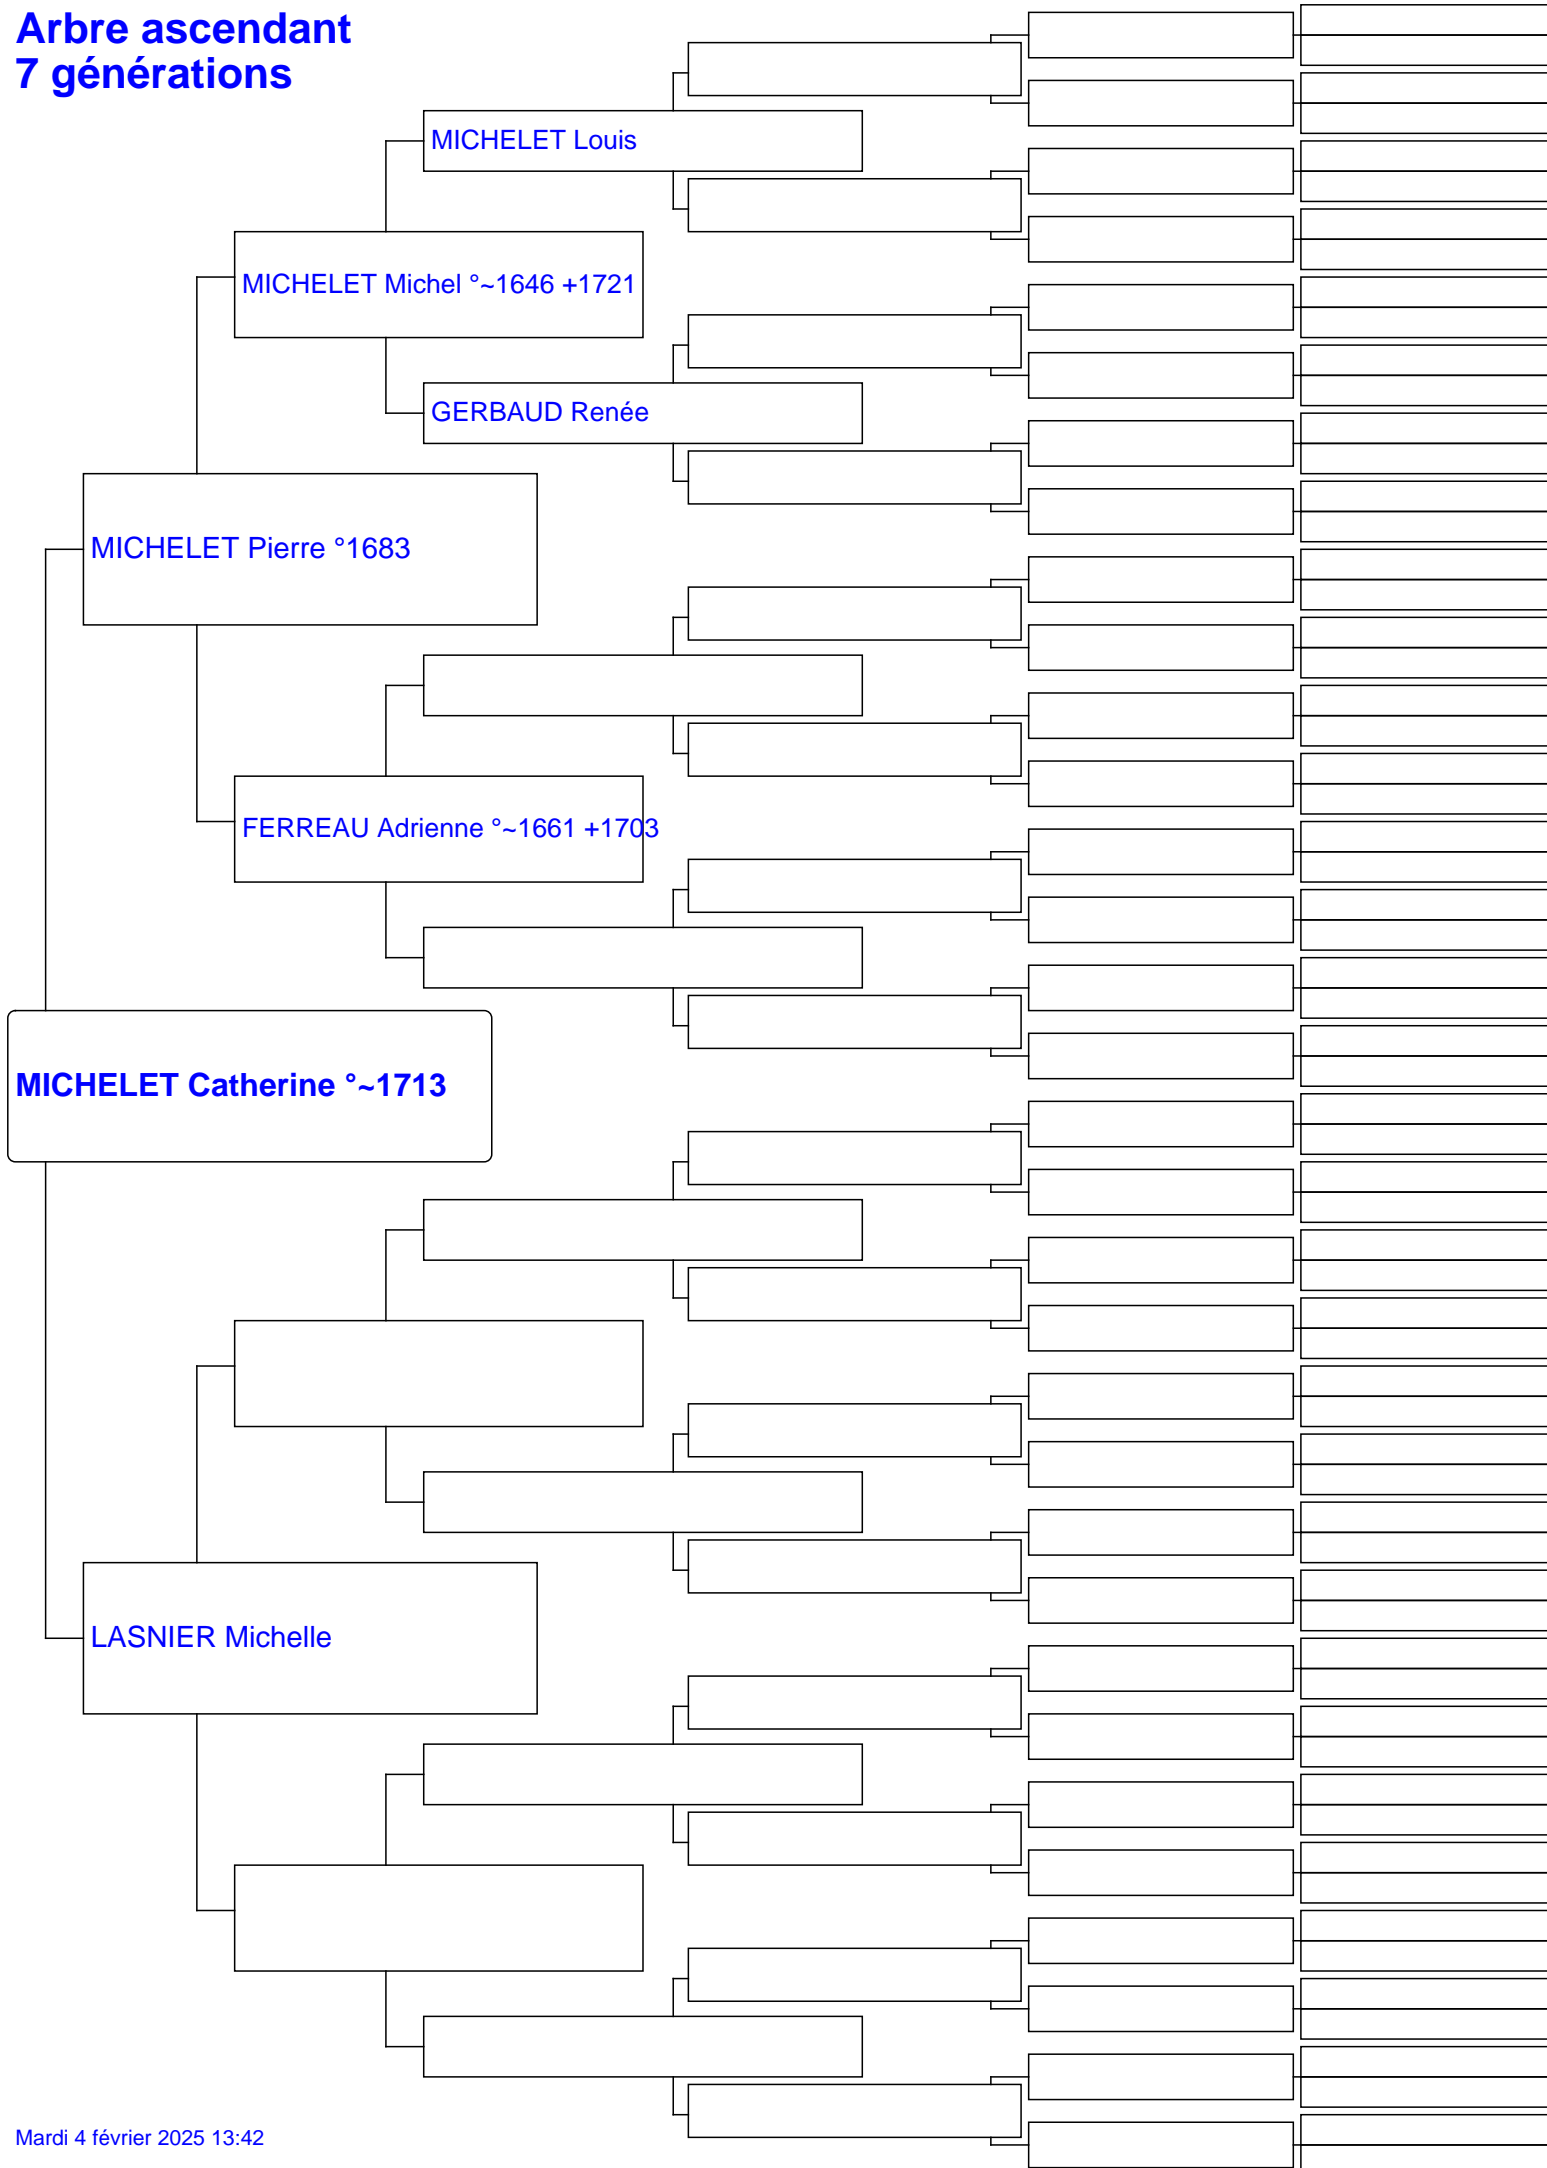 Arbre ascendant
7 générations
MICHELET Louis
MICHELET Michel °~1646 +1721
GERBAUD Renée
MICHELET Pierre °1683
FERREAU Adrienne °~1661 +1703
MICHELET Catherine °~1713
LASNIER Michelle
Mardi 4 février 2025 13:42